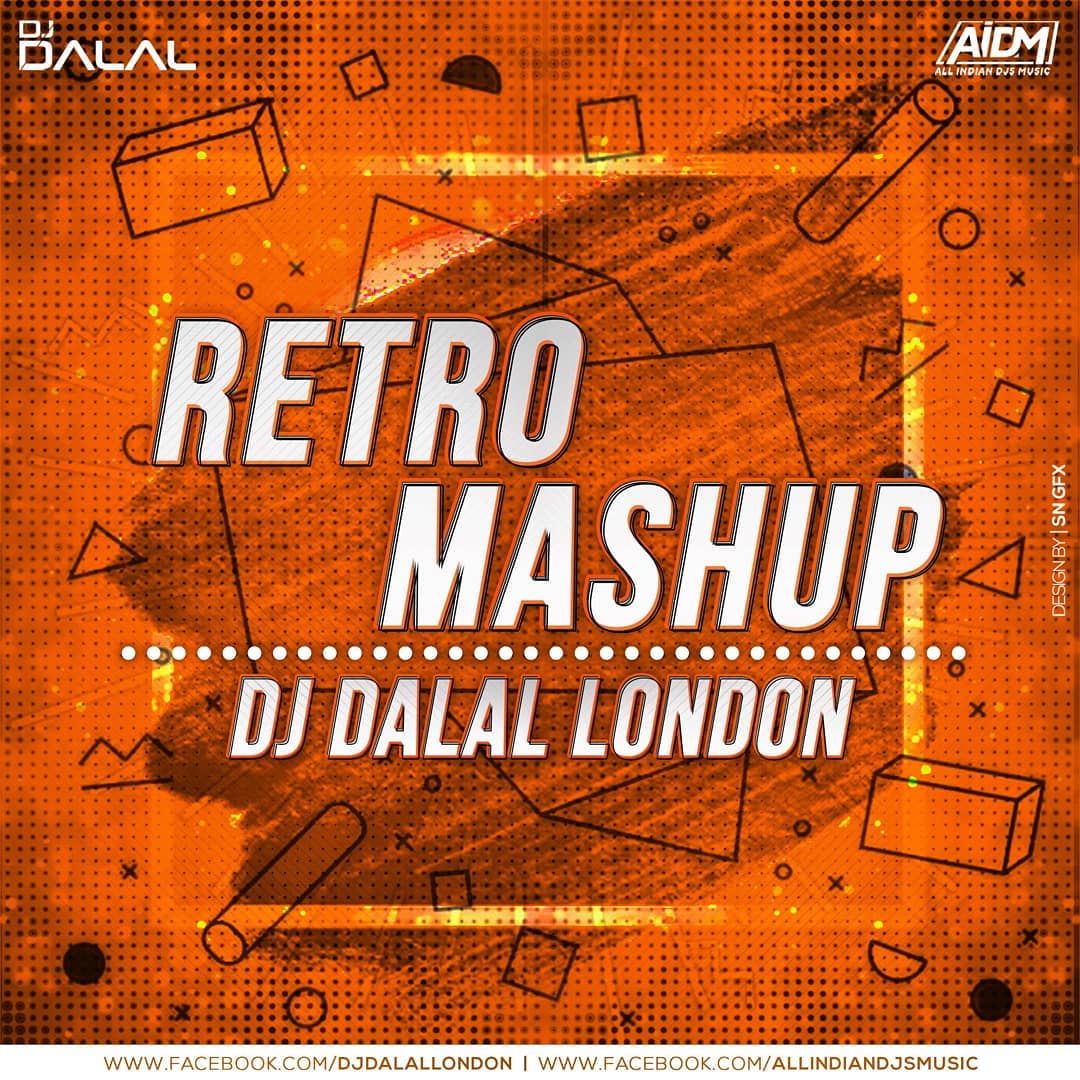 DJ
DALAL
AIDM
ALL INDIAN DJS MUSIC
RETRO
MASHUP
DJ DALAL LONDON
DESIGN BY | SN GFX
WWW.FACEBOOK.COM/DJDALALLONDON | WWW.FACEBOOK.COM/ALLINDIANDJSMUSIC